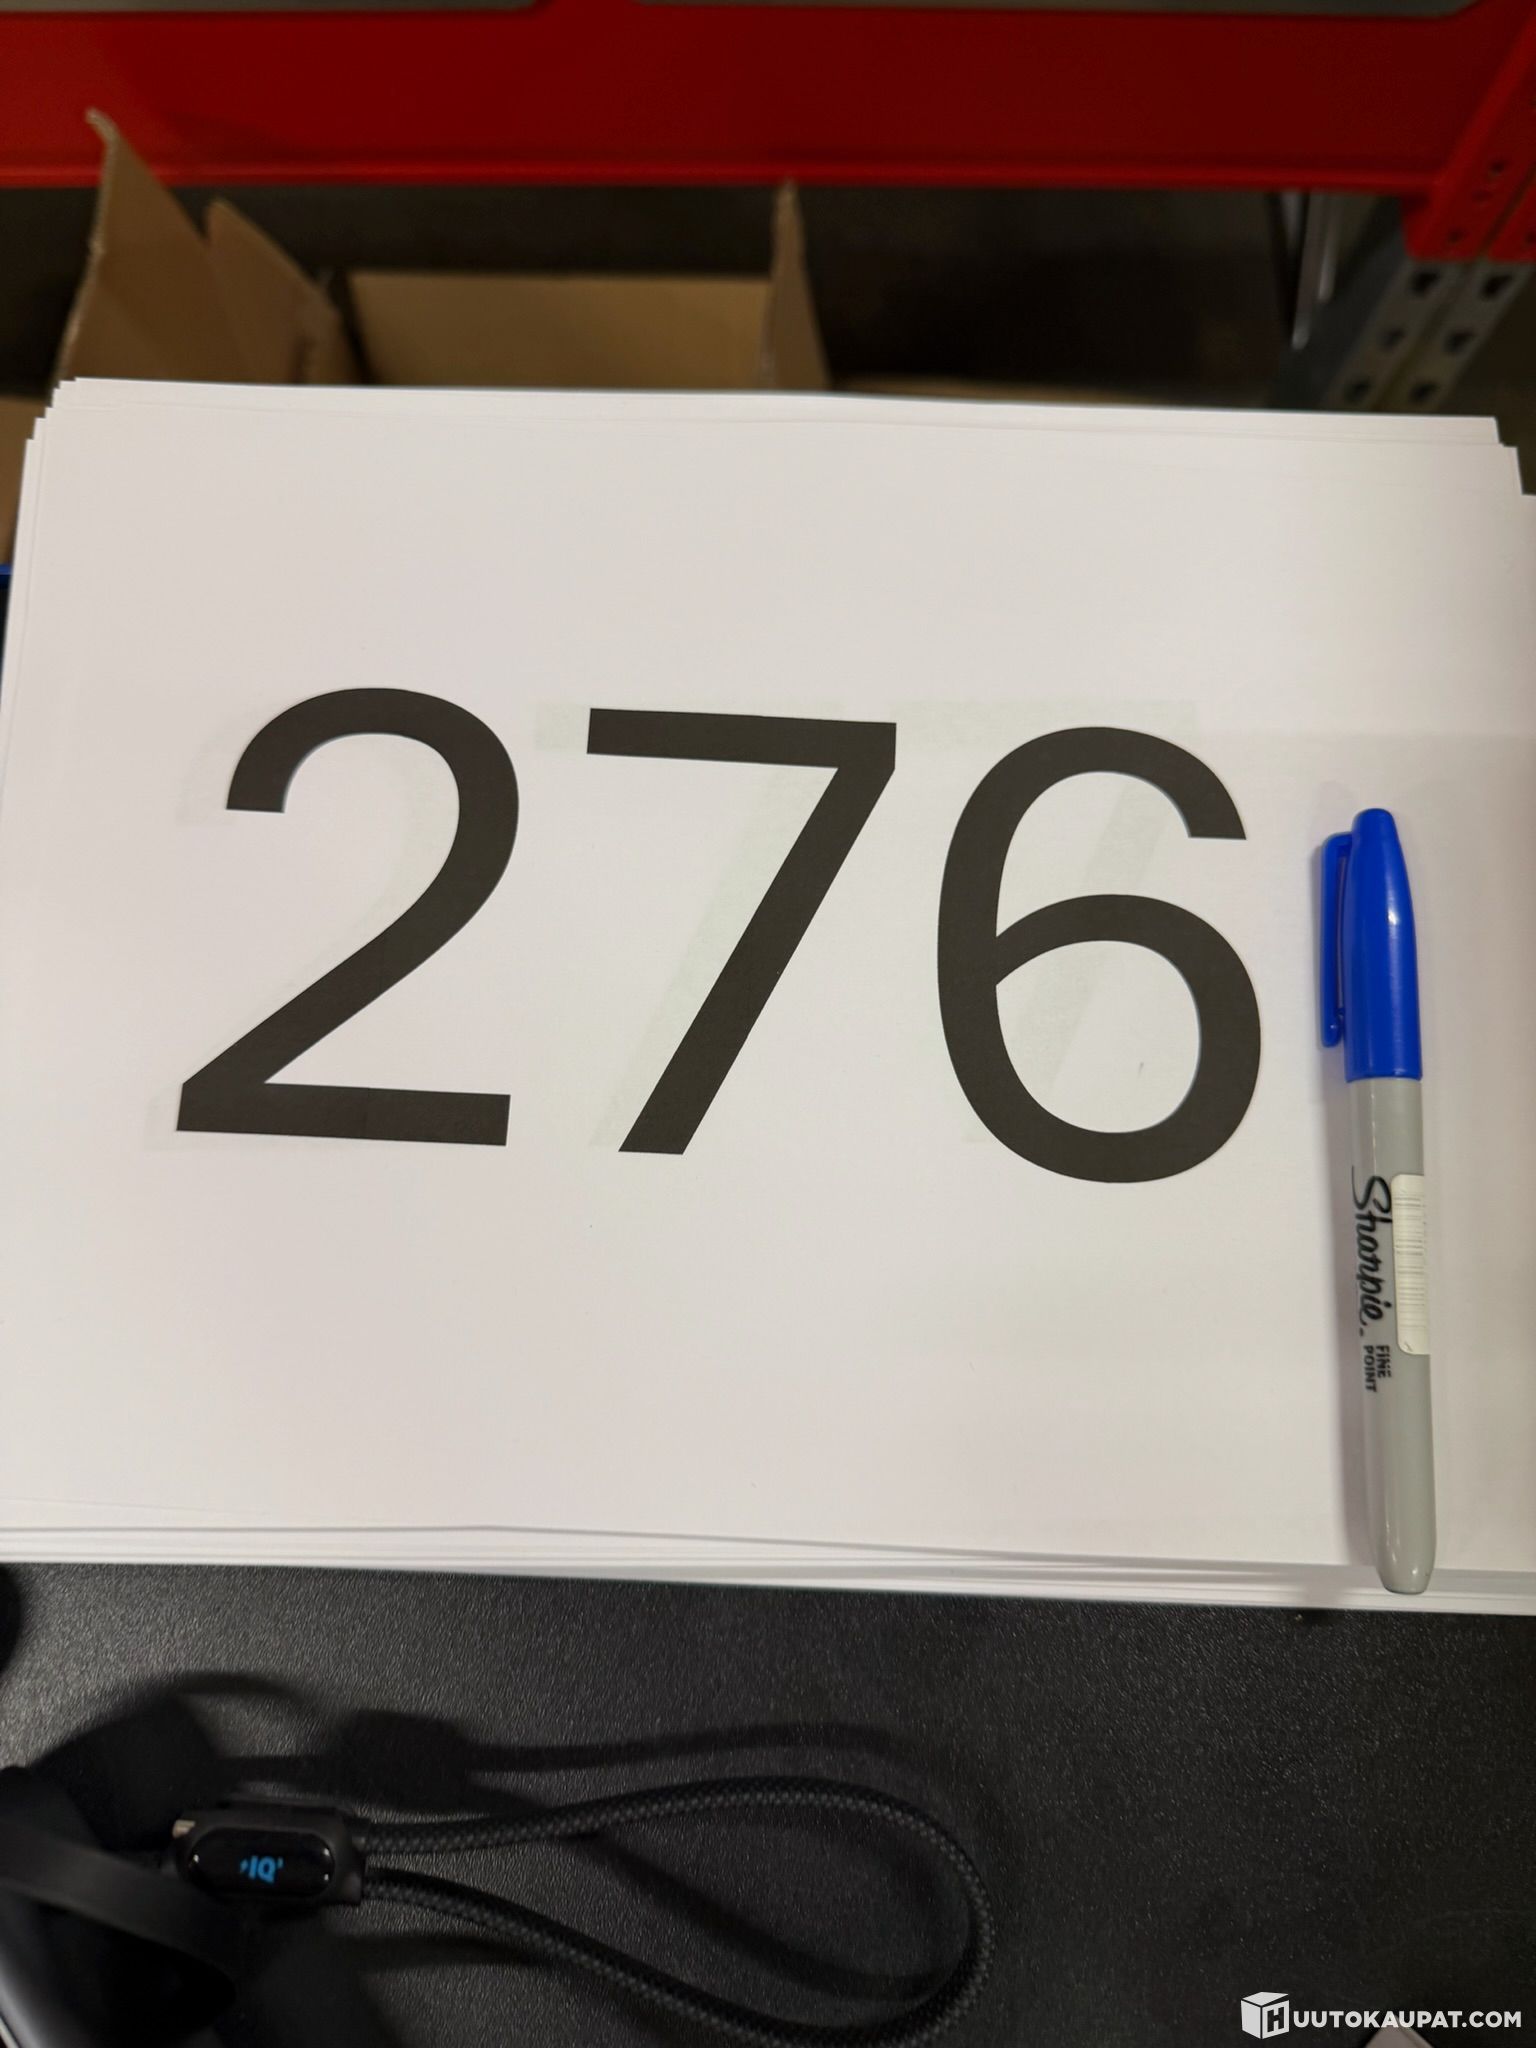 276
Sharpie.
FINE
POINT
'IQ'
HUUTOKAUPAT.COM